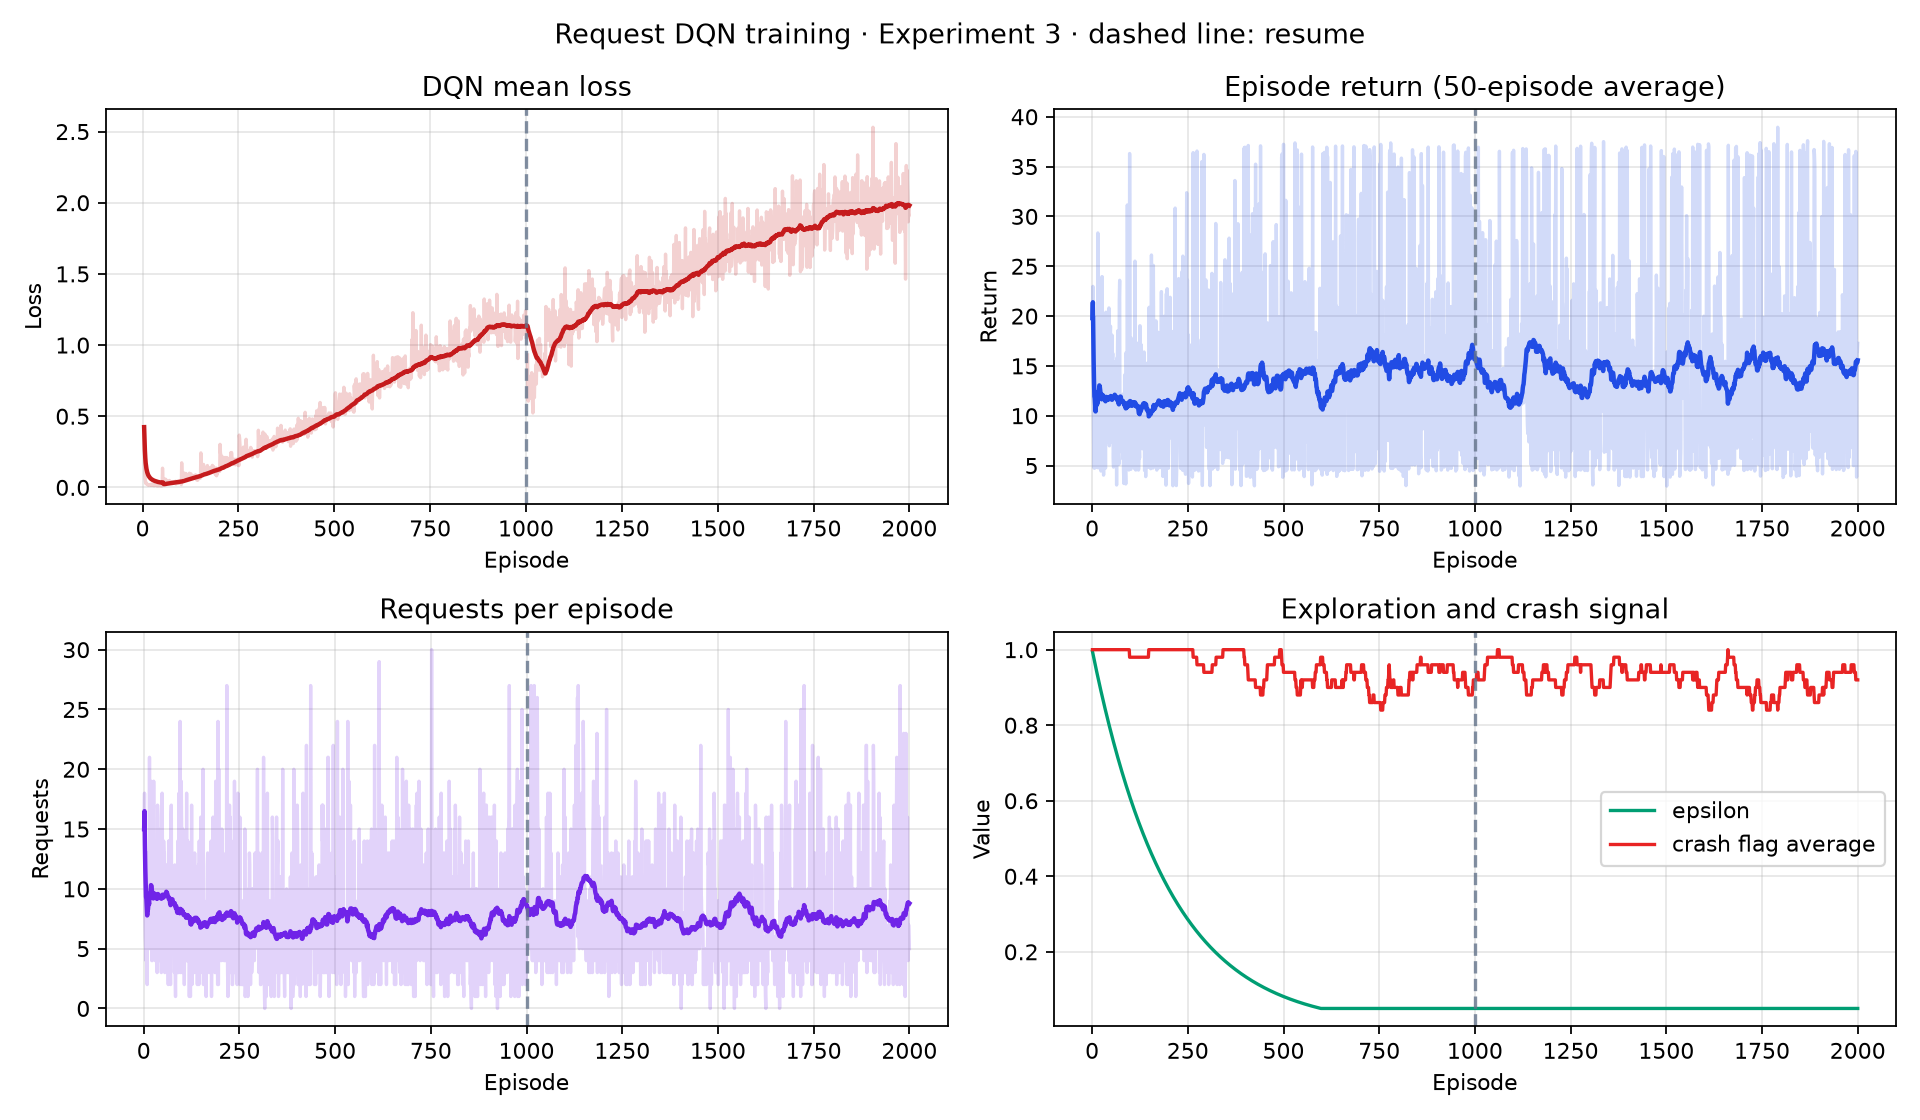 Request DQN training · Experiment 3 · dashed line: resume
DQN mean loss
2.5
2.0
1.5
1.0
0.5
0.0
Loss
0 250 500 750 1000 1250 1500 1750 2000
Episode
Episode return (50-episode average)
40
35
30
25
20
15
10
5
Return
0 250 500 750 1000 1250 1500 1750 2000
Episode
Requests per episode
30
25
20
15
10
5
0
Requests
0 250 500 750 1000 1250 1500 1750 2000
Episode
Exploration and crash signal
1.0
0.8
0.6
0.4
0.2
Value
epsilon
crash flag average
0 250 500 750 1000 1250 1500 1750 2000
Episode